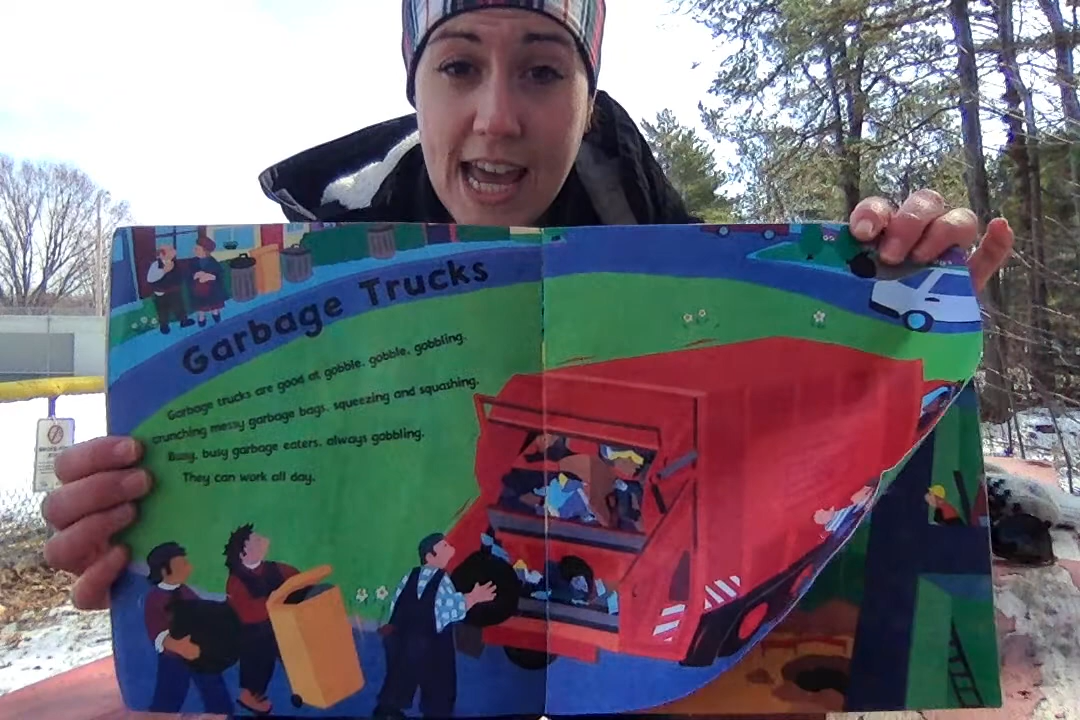 Garbage Trucks
Garbage trucks are good at gobble, gobble, gobbling,
crunching messy garbage bags, squeezing and squashing.
Busy, busy garbage eaters, always gobbling.
They can work all day.